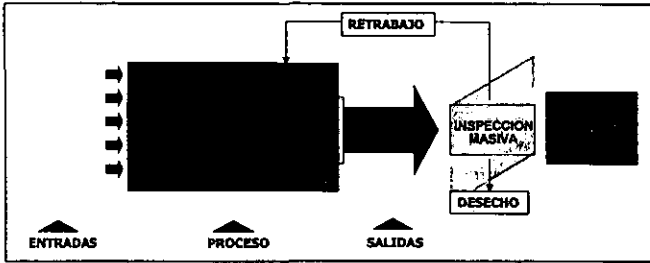 RETRABAJO
INSPECCIÓN
MASIVA
DESECHO
ENTRADAS
PROCESO
SALIDAS